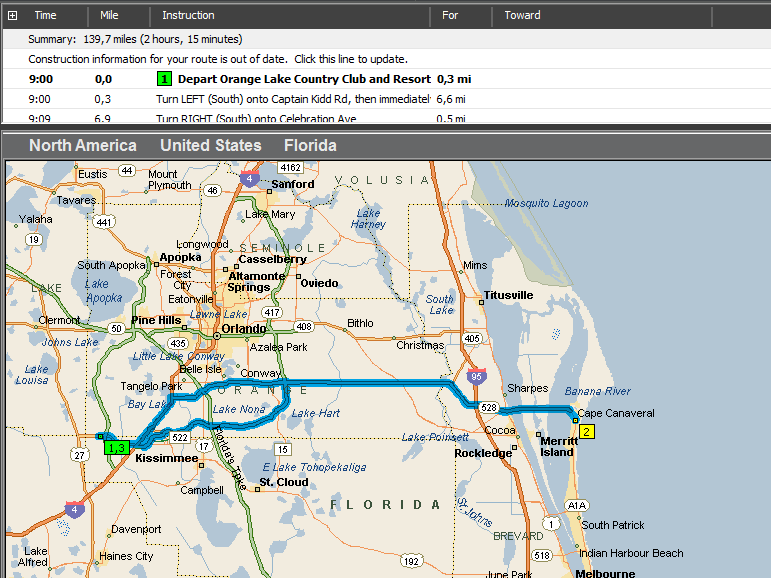 Time Mile Instruction For Toward
Summary: 139,7 miles (2 hours, 15 minutes)
Construction information for your route is out of date. Click this line to update.
9:00 0,0 1 Depart Orange Lake Country Club and Resort 0,3 mi
9:00 0,3 Turn LEFT (South) onto Captain Kidd Rd, then immediatel 6,6 mi
9:09 6,9 Turn RIGHT (South) onto Celebration Ave 0,5 mi
North America United States Florida
4162
Eustis
44
Mount
Plymouth
4
Sanford
VOLUSIA
46
Tavares
Mosquito Lagoon
Yalaha
441
Lake Mary
Lake
Harney
19
Longwood
SEMINOLE
Apopka
Casselberry
South Apopka
Forest
City
Altamonte
Springs
Oviedo
Mims
LAKE
Lake
Apopka
Eatonville
South
Lake
Titusville
Clermont
Pine Hills
Lawne Lake
417
50
Orlando
408
Bithlo
Johns Lake
435
Azalea Park
Christmas
405
Little Lake Conway
Lake
Louisa
Belle Isle
Conway
95
Tangelo Park
ORANGE
Sharpes
Banana River
Bay Lake
Lake Nona
Lake Hart
528
Cape Canaveral
2
1,3
522
17
Lake Poinsett
Cocoa
Merritt
Island
27
Kissimmee
Florida's Tpke
15
Rockledge
E Lake Tohopekaliga
Campbell
St. Cloud
4
FLORIDA
St. Johns
A1A
Davenport
1
South Patrick
BREVARD
Lake
Alfred
Haines City
192
518
Indian Harbour Beach
June Park
Melbourne